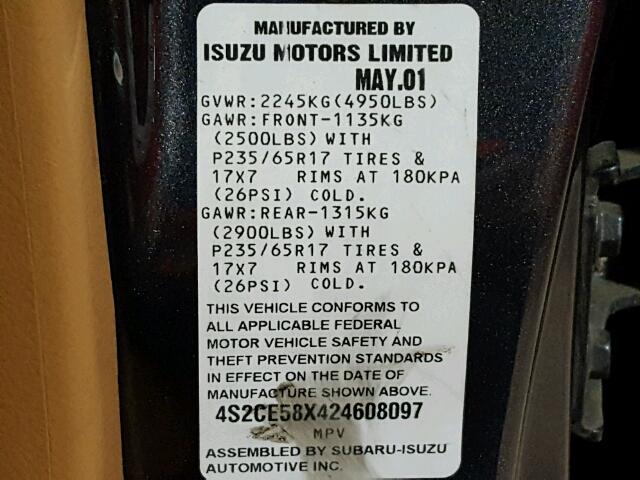 MANUFACTURED BY
ISUZU MOTORS LIMITED
MAY.01
GVWR:2245KG(4950LBS)
GAWR:FRONT-1135KG
(2500LBS) WITH
P235/65R17 TIRES &
17X7 RIMS AT 180KPA
(26PSI) COLD.
GAWR:REAR-1315KG
(2900LBS) WITH
P235/65R17 TIRES &
17X7 RIMS AT 180KPA
(26PSI) COLD.
THIS VEHICLE CONFORMS TO
ALL APPLICABLE FEDERAL
MOTOR VEHICLE SAFETY AND
THEFT PREVENTION STANDARDS
IN EFFECT ON THE DATE OF
MANUFACTURE SHOWN ABOVE.
4S2CE58X424608097
MPV
ASSEMBLED BY SUBARU-ISUZU
AUTOMOTIVE INC.